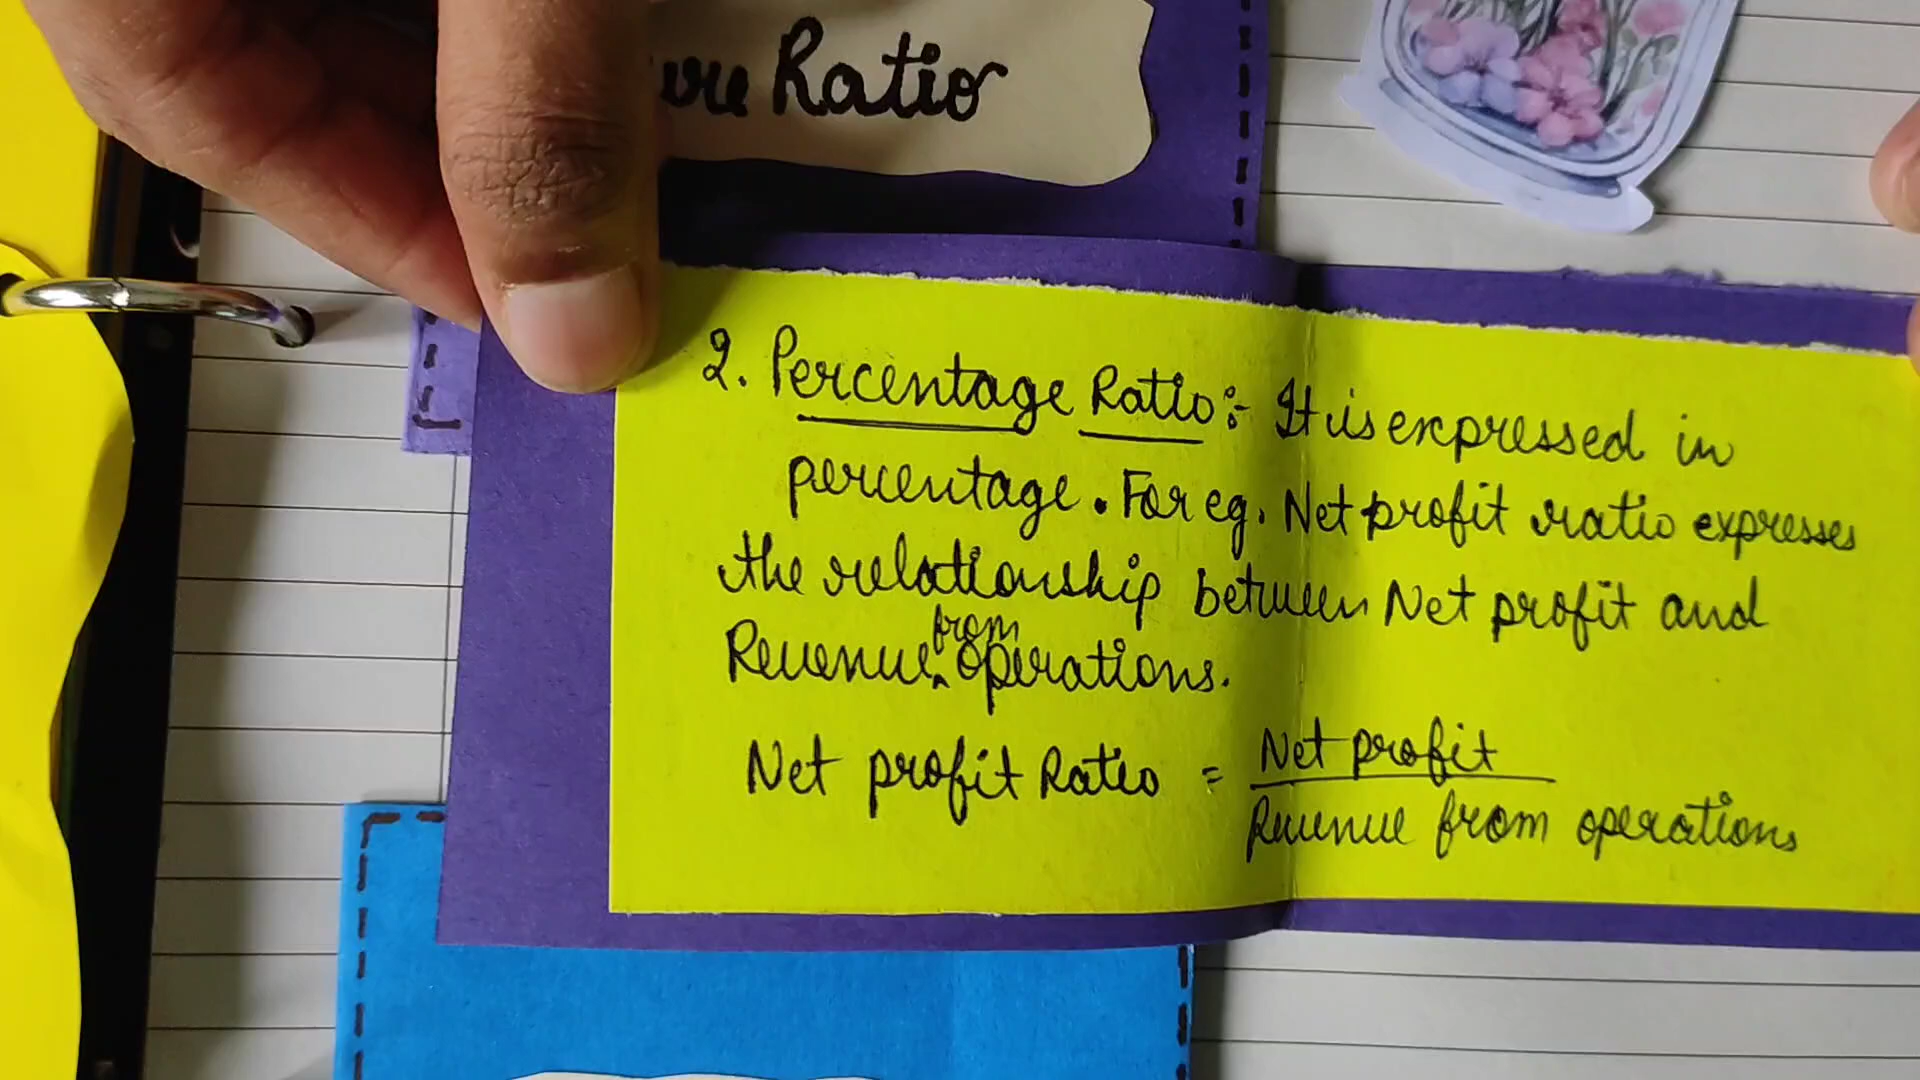 Ratio
2. Percentage Ratio :- It is expressed in
percentage. For eg. Net profit ratio expresses
the relationship between Net profit and
Revenue from operations.
Net profit Ratio = Net profit
Revenue from operations